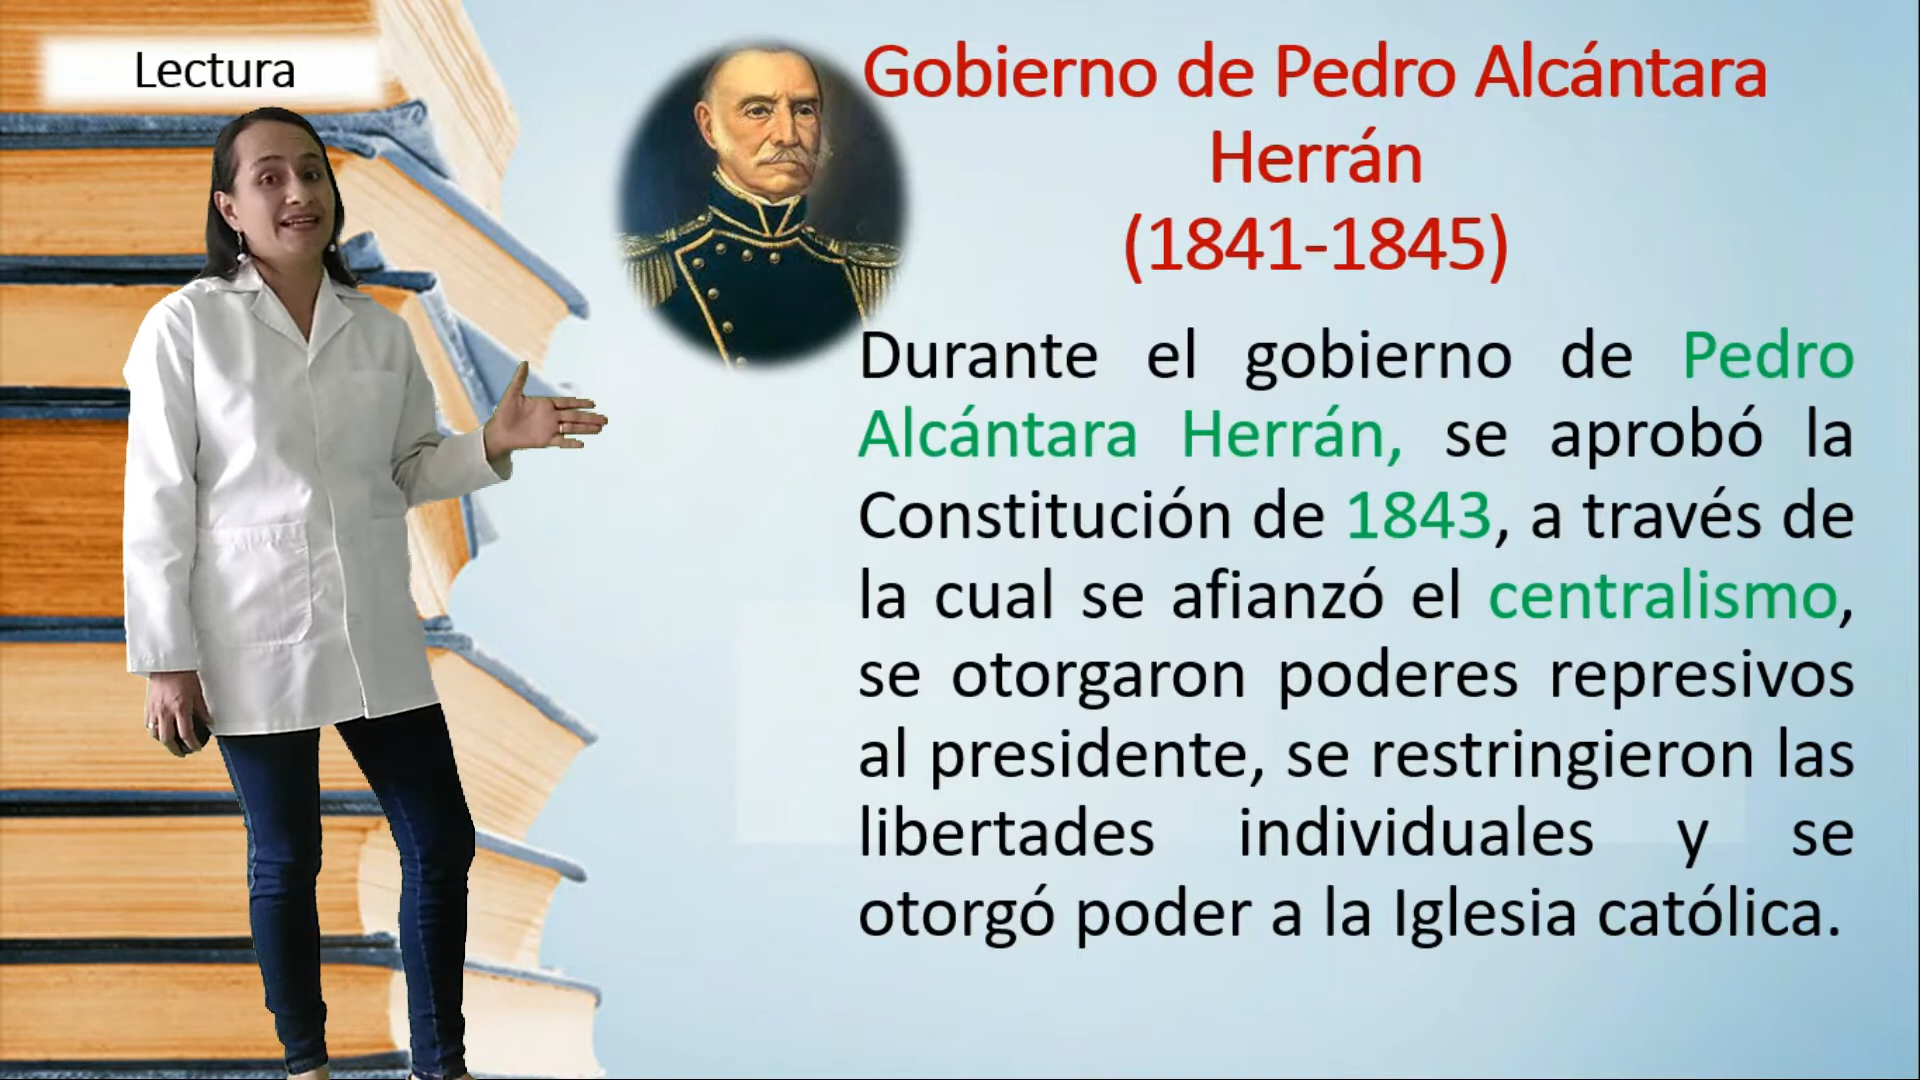 Lectura
Gobierno de Pedro Alcántara
Herrán
(1841-1845)
Durante el gobierno de Pedro
Alcántara Herrán, se aprobó la
Constitución de 1843, a través de
la cual se afianzó el centralismo,
se otorgaron poderes represivos
al presidente, se restringieron las
libertades individuales y se
otorgó poder a la Iglesia católica.